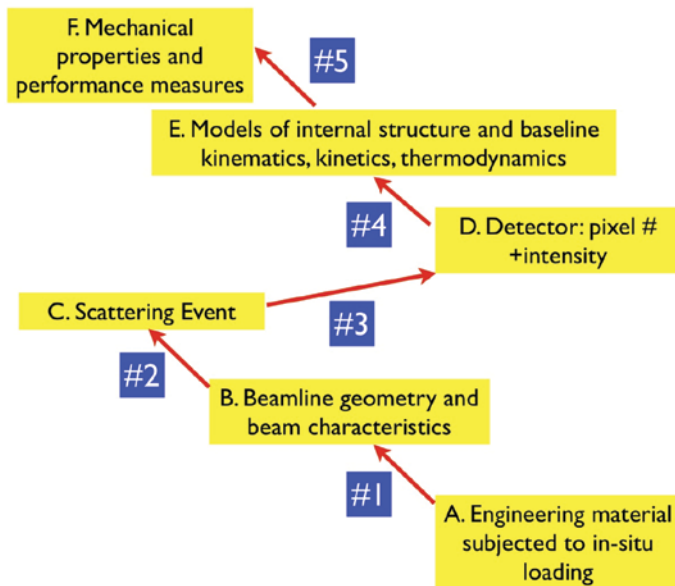 F. Mechanical
properties and
performance measures
#5
E. Models of internal structure and baseline
kinematics, kinetics, thermodynamics
#4
D. Detector: pixel #
+intensity
C. Scattering Event
#3
#2
B. Beamline geometry and
beam characteristics
#1
A. Engineering material
subjected to in-situ
loading